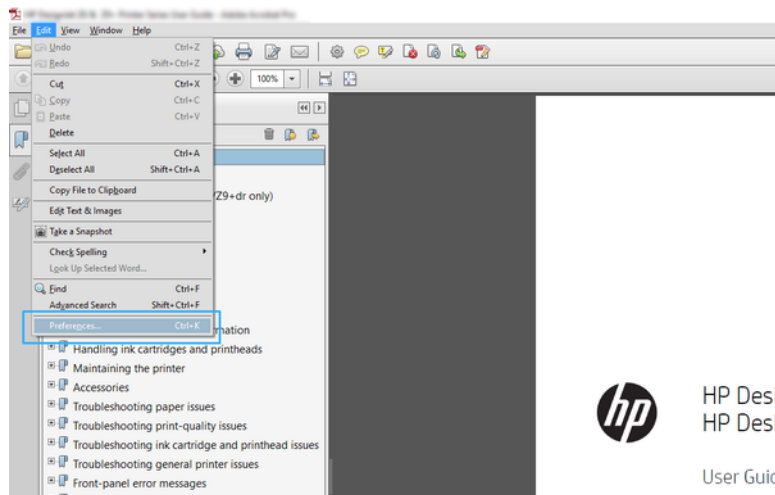 File Edit View Window Help
Undo Ctrl+Z
Redo Shift+Ctrl+Z
Cut Ctrl+X
100%
Copy Ctrl+C
Paste Ctrl+V
Delete
Select All Ctrl+A
Deselect All Shift+Ctrl+A
Copy File to Clipboard
/Z9+dr only)
Edit Text & Images
Take a Snapshot
Check Spelling
Look Up Selected Word...
Find Ctrl+F
Advanced Search Shift+Ctrl+F
Preferences... Ctrl+K
mation
Handling ink cartridges and printheads
Maintaining the printer
Accessories
Troubleshooting paper issues
Troubleshooting print-quality issues
Troubleshooting ink cartridge and printhead issues
Troubleshooting general printer issues
Front-panel error messages
hp
HP Des
HP Des
User Guid